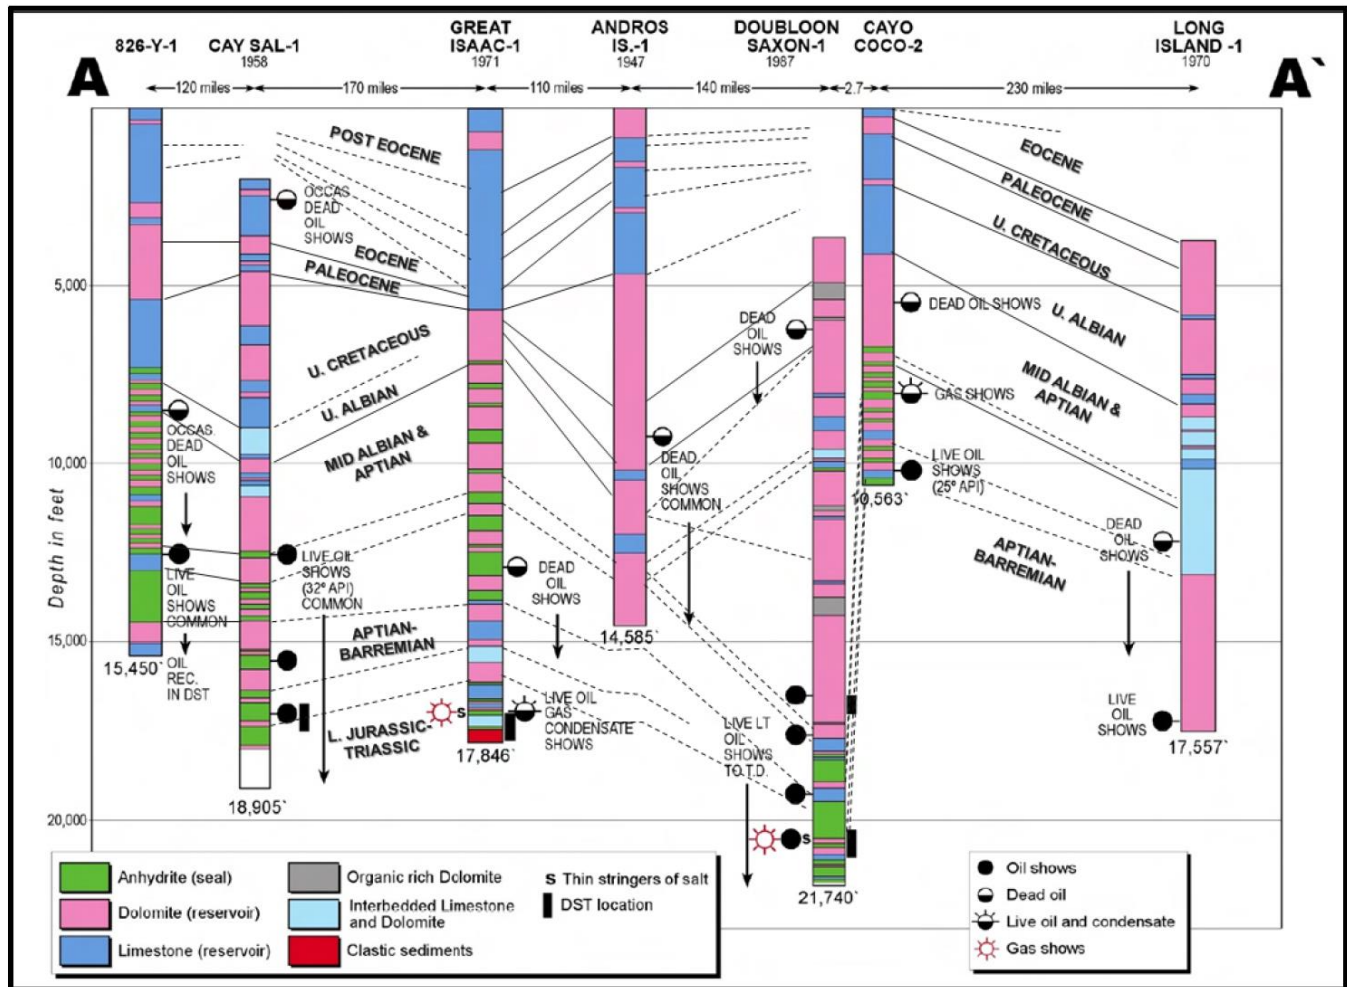 826-Y-1
CAY SAL-1
1958
GREAT
ISAAC-1
1971
ANDROS
IS.-1
1947
DOUBLOON
SAXON-1
1987
CAYO
COCO-2
LONG
ISLAND -1
1970
A
A`
120 miles
170 miles
110 miles
140 miles
2.7
230 miles
Depth in feet
5,000
10,000
15,000
20,000
POST EOCENE
EOCENE
PALEOCENE
U. CRETACEOUS
U. ALBIAN
MID ALBIAN &
APTIAN
APTIAN-
BARREMIAN
L. JURASSIC-
TRIASSIC
OCCAS.
DEAD
OIL
SHOWS
LIVE
OIL
SHOWS
COMMON
OIL
REC.
IN DST
15,450`
OCCAS
DEAD
OIL
SHOWS
LIVE OIL
SHOWS
(32° API)
COMMON
18,905`
DEAD
OIL
SHOWS
S
LIVE OIL
GAS
CONDENSATE
SHOWS
17,846`
DEAD
OIL
SHOWS
COMMON
14,585`
DEAD
OIL
SHOWS
LIVE LT
OIL
SHOWS
TO T.D.
S
21,740`
DEAD OIL SHOWS
GAS SHOWS
LIVE OIL
SHOWS
(25° API)
10,563`
EOCENE
PALEOCENE
U. CRETACEOUS
U. ALBIAN
MID ALBIAN &
APTIAN
APTIAN-
BARREMIAN
DEAD
OIL
SHOWS
LIVE
OIL
SHOWS
17,557`
Anhydrite (seal)
Dolomite (reservoir)
Limestone (reservoir)
Organic rich Dolomite
Interbedded Limestone
and Dolomite
Clastic sediments
S Thin stringers of salt
DST location
Oil shows
Dead oil
Live oil and condensate
Gas shows